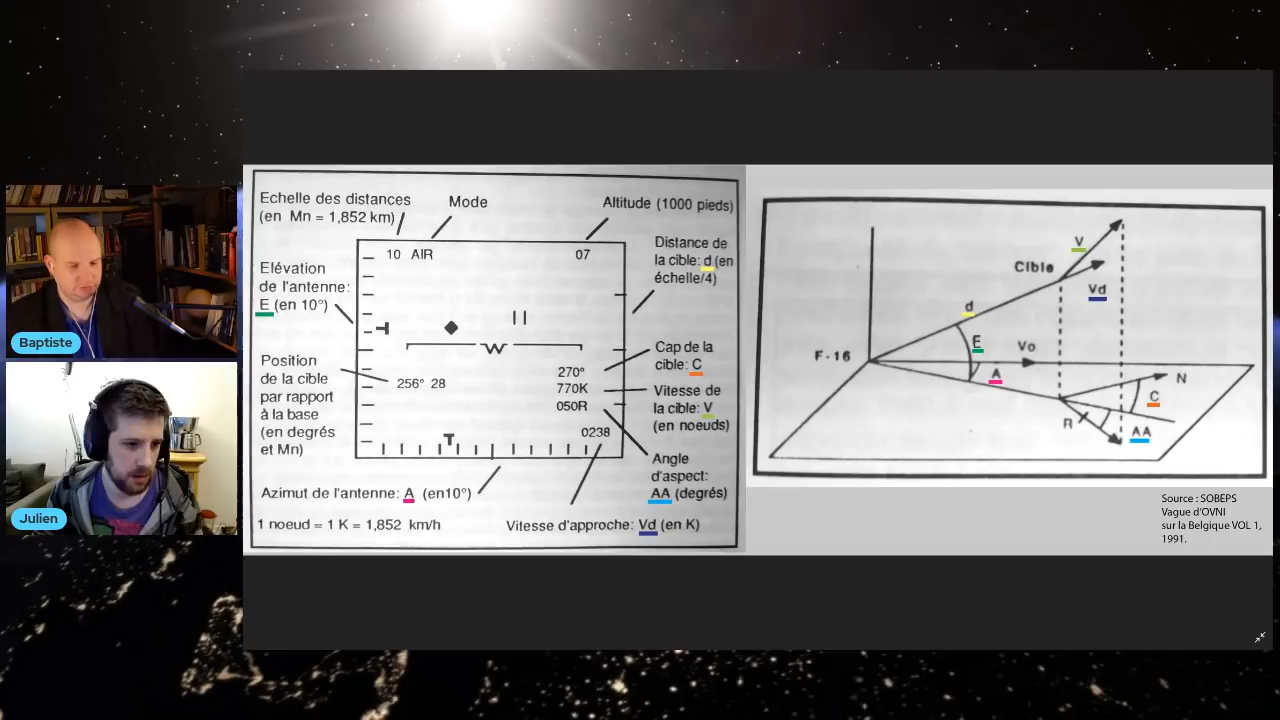 Echelle des distances
(en Mn = 1,852 km)
Mode
Altitude (1000 pieds)
10 AIR
07
Distance de
la cible: d (en
échelle/4)
Elévation
de l'antenne:
E (en 10°)
Position
de la cible
par rapport
à la base
(en degrés
et Mn)
256° 28
270°
770K
050R
0238
Cap de la
cible: C
Vitesse de
la cible: V
(en noeuds)
Angle
d'aspect:
AA (degrés)
Azimut de l'antenne: A (en10°)
1 noeud = 1 K = 1,852 km/h
Vitesse d'approche: Vd (en K)
V
Cible
Vd
d
E
Vo
F-16
A
N
C
R
AA
Source : SOBEPS
Vague d'OVNI
sur la Belgique VOL 1,
1991.
Baptiste
Julien